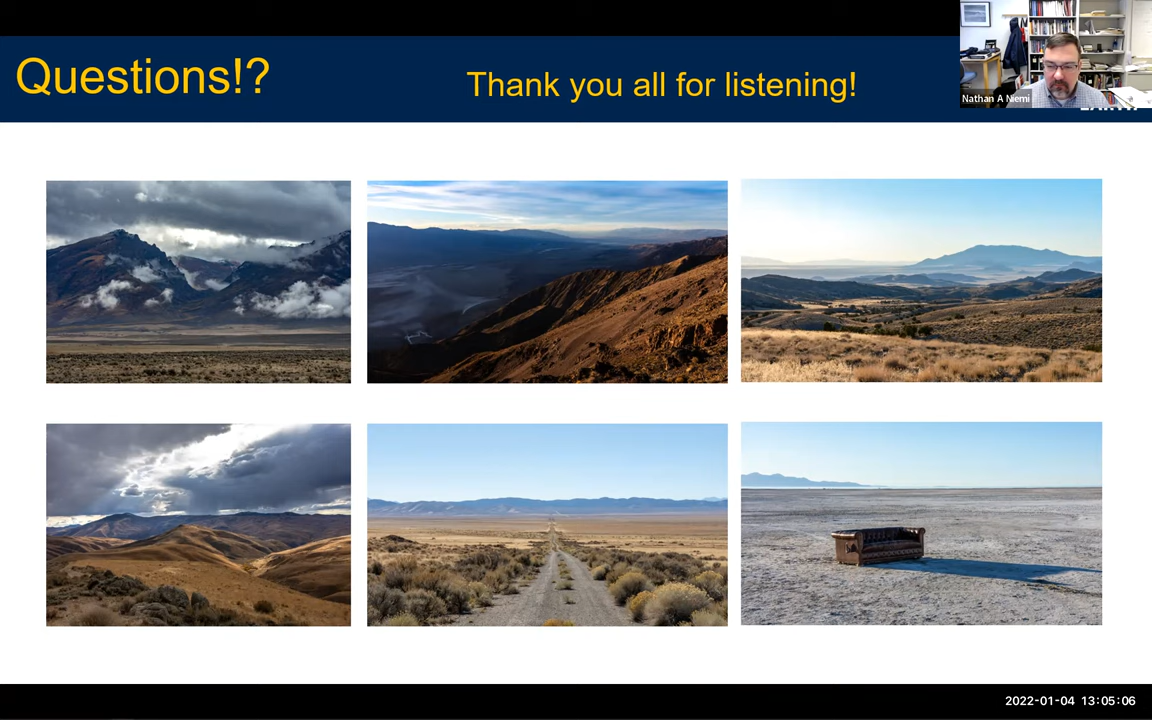 Questions!?
Thank you all for listening!
Nathan A Niemi
2022-01-04 13:05:06